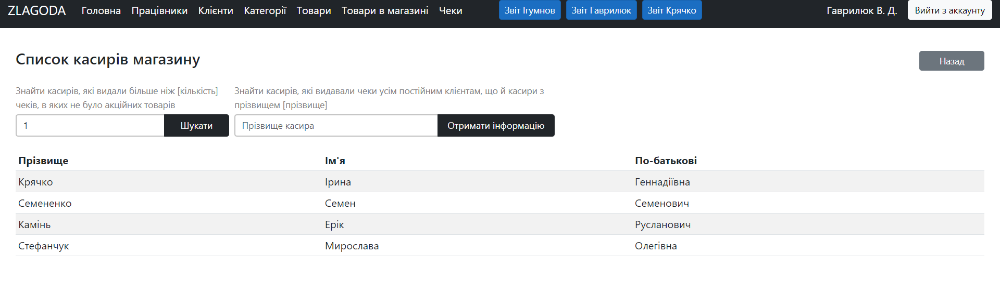 ZLAGODA Головна Працівники Клієнти Категорії Товари Товари в магазині Чеки Звіт Ігумнов Звіт Гаврилюк Звіт Крячко Гаврилюк В. Д. Вийти з аккаунту
Список касирів магазину Назад
Знайти касирів, які видали більше ніж [кількість]
чеків, в яких не було акційних товарів
Знайти касирів, які видавали чеки усім постійним клієнтам, що й касири з
прізвищем [прізвище]
1 Шукати Прізвище касира Отримати інформацію
Прізвище Ім'я По-батькові
Крячко Ірина Геннадіївна
Семененко Семен Семенович
Камінь Ерік Русланович
Стефанчук Мирослава Олегівна